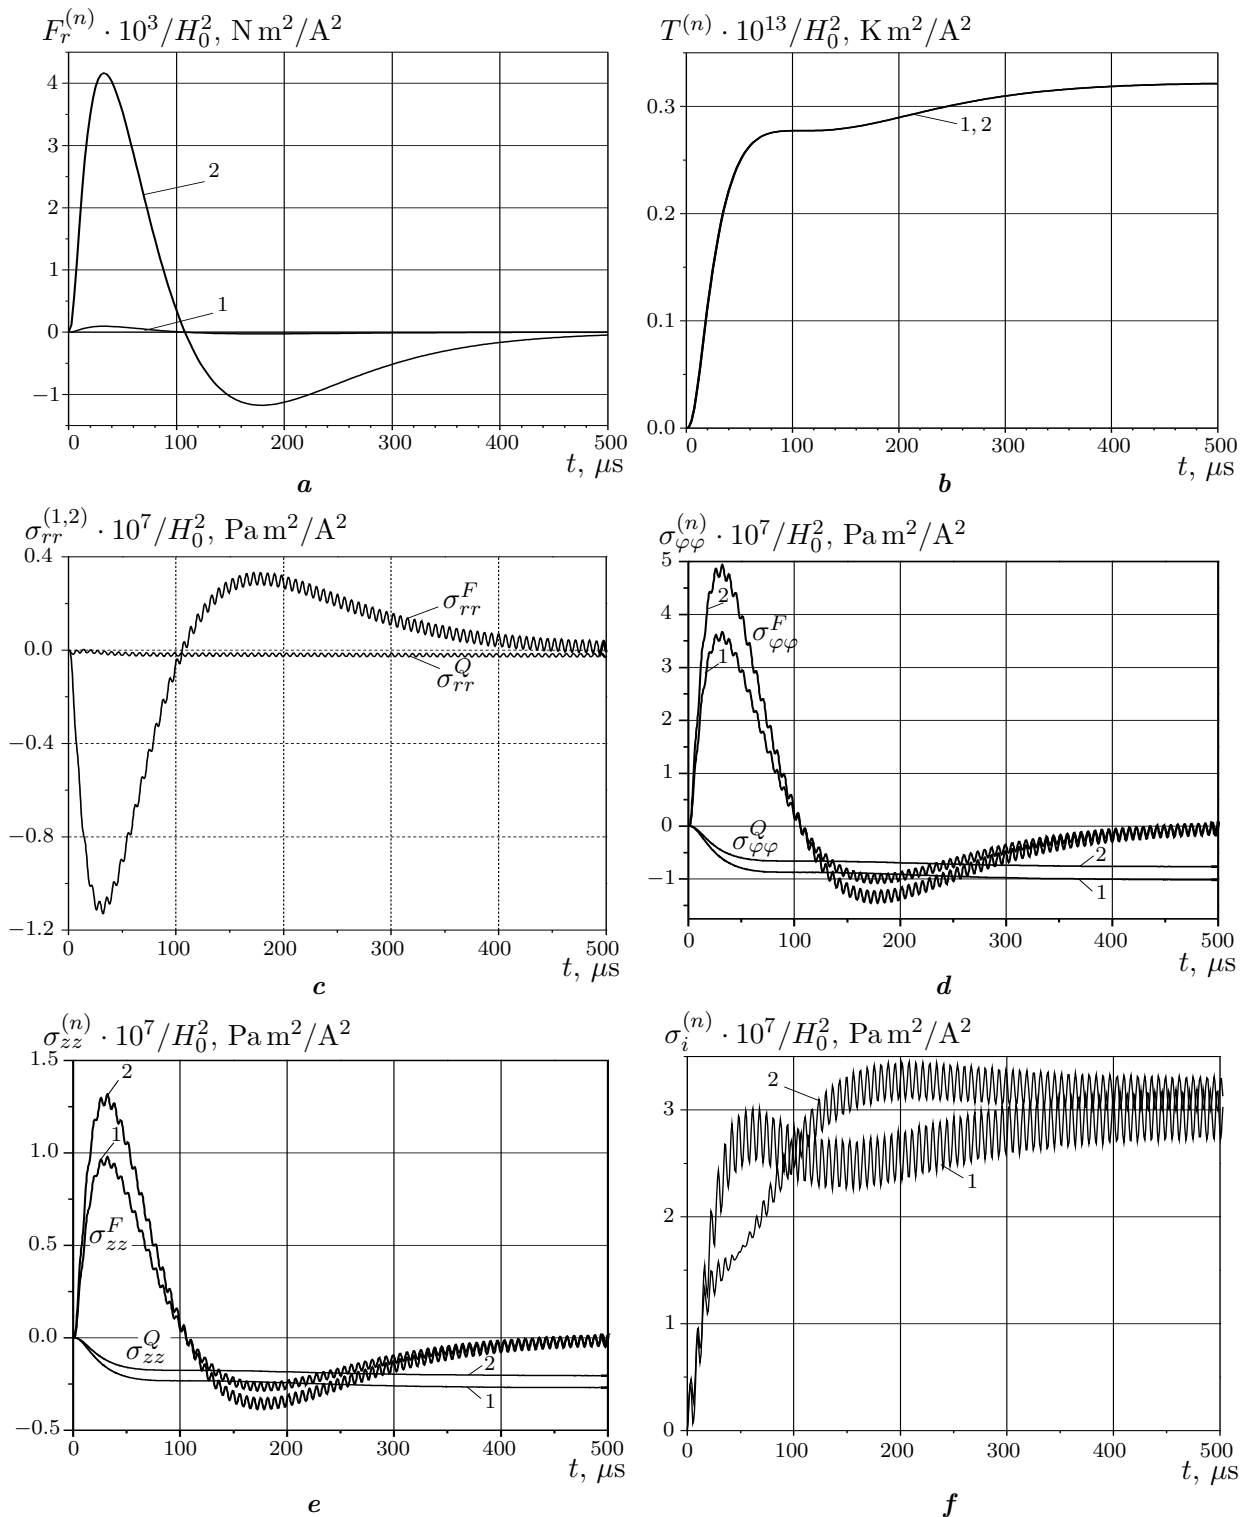 F_r^{(n)} · 10^3/H_0^2, N m^2/A^2
4
3
2
1
0
−1
2
1
0 100 200 300 400 500
t, μs
a
T^{(n)} · 10^{13}/H_0^2, K m^2/A^2
0.3
0.2
0.1
0.0
1, 2
0 100 200 300 400 500
t, μs
b
σ_{rr}^{(1,2)} · 10^7/H_0^2, Pa m^2/A^2
0.4
0.0
−0.4
−0.8
−1.2
σ_{rr}^F
σ_{rr}^Q
0 100 200 300 400 500
t, μs
c
σ_{φφ}^{(n)} · 10^7/H_0^2, Pa m^2/A^2
5
4
3
2
1
0
−1
2
σ_{φφ}^F
1
σ_{φφ}^Q
2
1
0 100 200 300 400 500
t, μs
d
σ_{zz}^{(n)} · 10^7/H_0^2, Pa m^2/A^2
1.5
1.0
0.5
0.0
−0.5
2
1
σ_{zz}^F
σ_{zz}^Q
2
1
0 100 200 300 400 500
t, μs
e
σ_i^{(n)} · 10^7/H_0^2, Pa m^2/A^2
3
2
1
0
2
1
0 100 200 300 400 500
t, μs
f